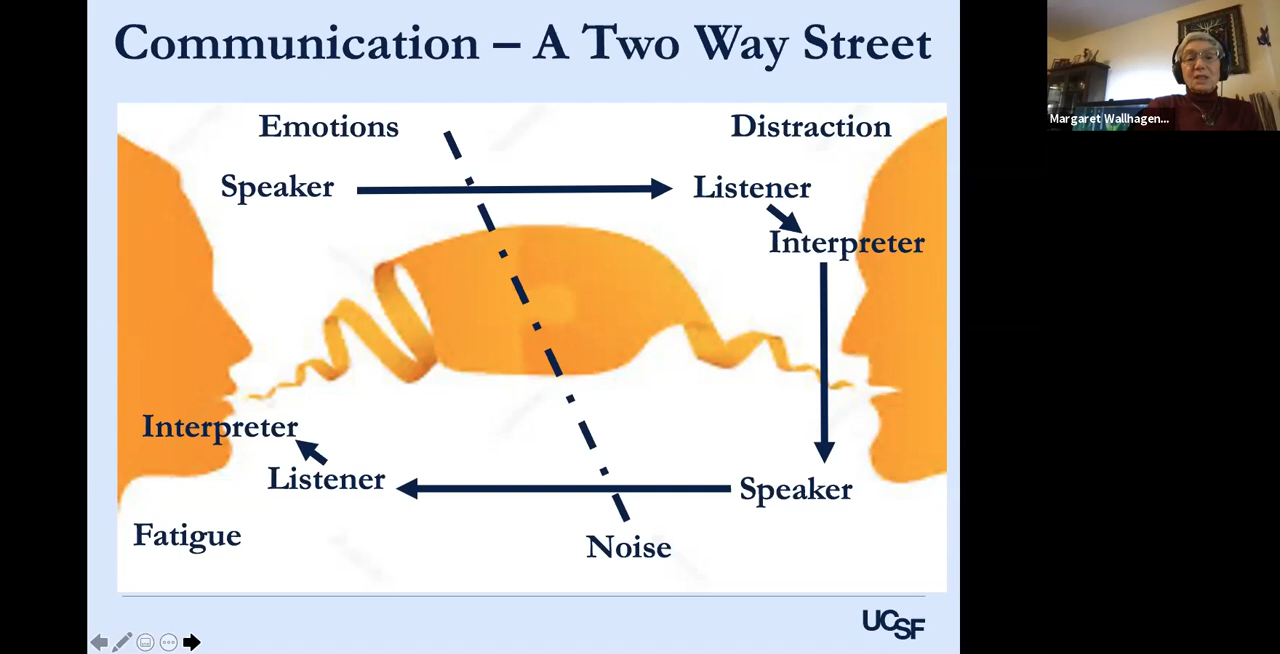 Communication – A Two Way Street
Emotions
Distraction
Speaker
Listener
Interpreter
Interpreter
Listener
Speaker
Fatigue
Noise
UCSF
Margaret Wallhagen...